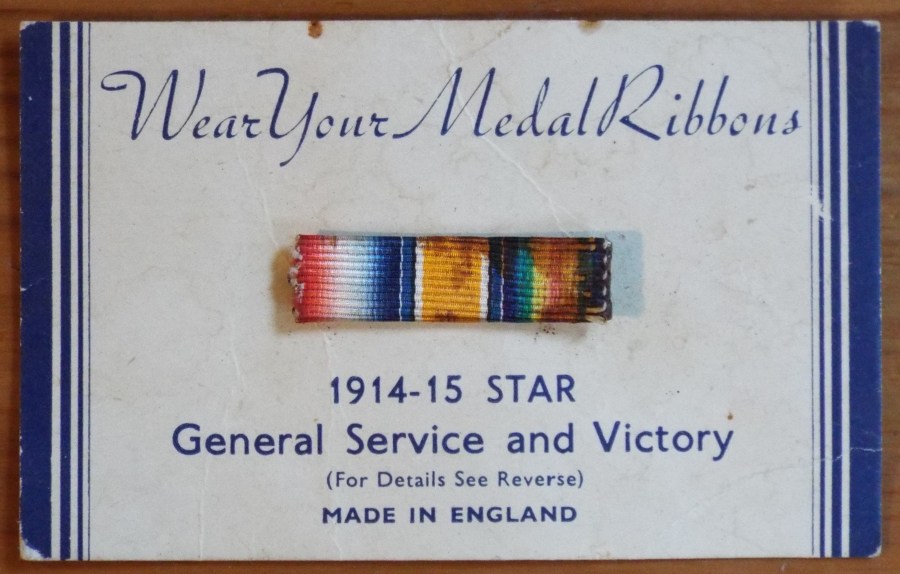 Wear Your Medal Ribbons
1914-15 STAR
General Service and Victory
(For Details See Reverse)
MADE IN ENGLAND